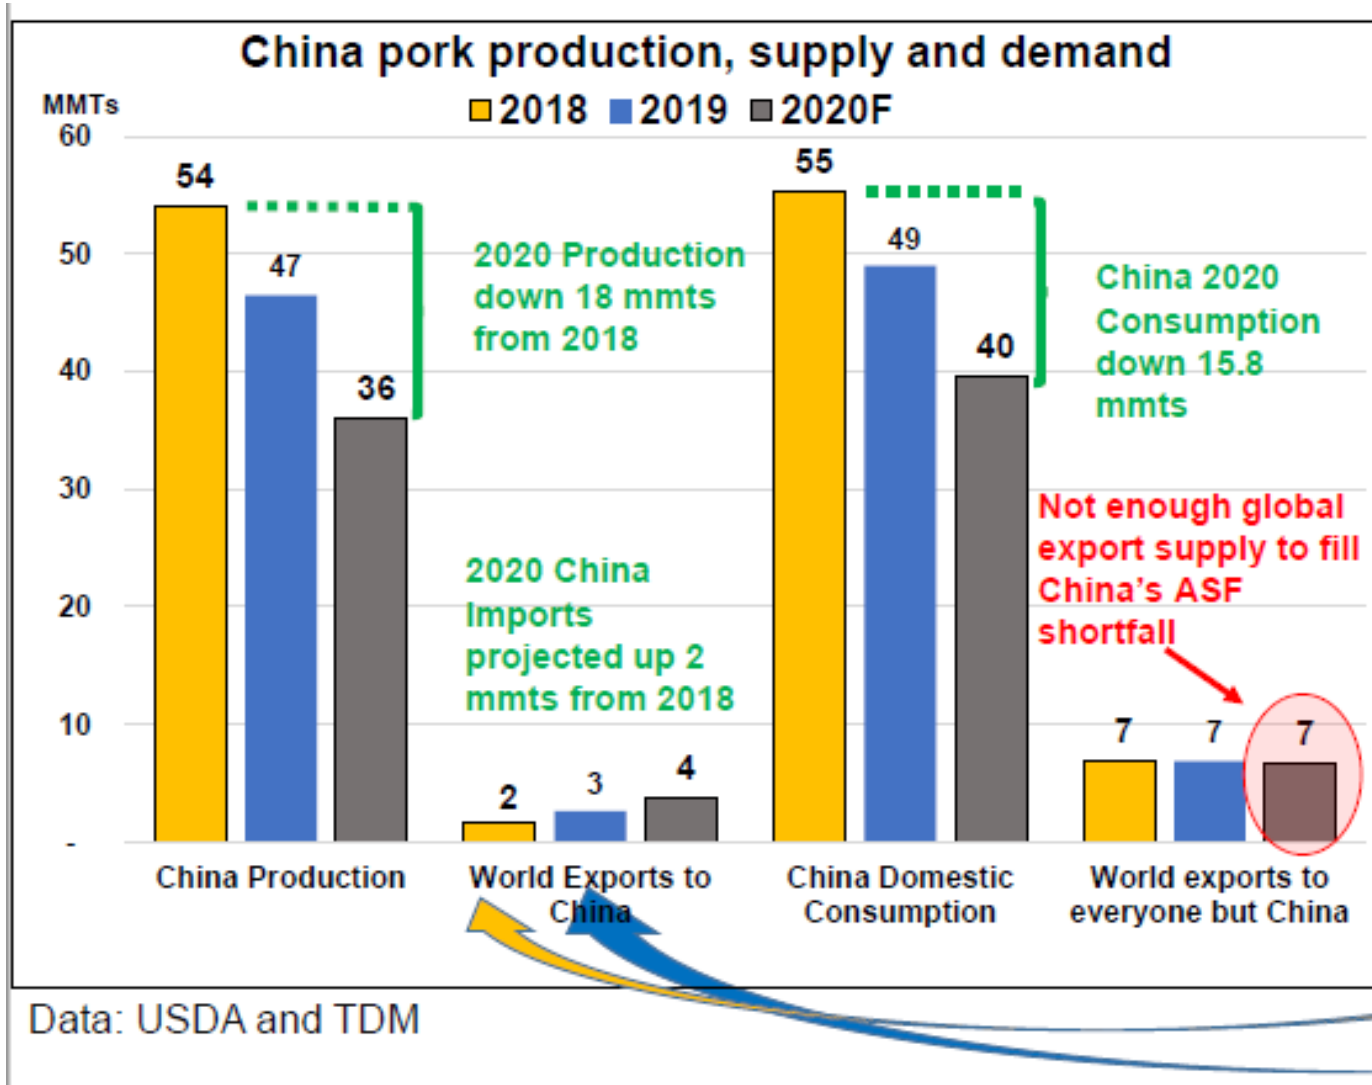 China pork production, supply and demand
MMTs
2018 2019 2020F
60
50
40
30
20
10
-
54
47
36
2020 Production
down 18 mmts
from 2018
2020 China
Imports
projected up 2
mmts from 2018
2
3
4
55
49
40
China 2020
Consumption
down 15.8
mmts
Not enough global
export supply to fill
China's ASF
shortfall
7
7
7
China Production
World Exports to
China
China Domestic
Consumption
World exports to
everyone but China
Data: USDA and TDM